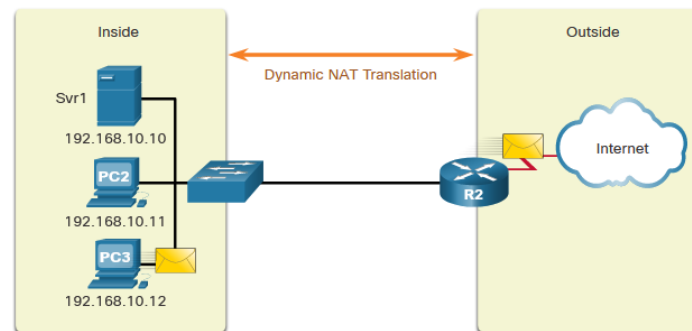 Inside
Outside
Dynamic NAT Translation
Svr1
192.168.10.10
Internet
PC2
R2
192.168.10.11
PC3
192.168.10.12